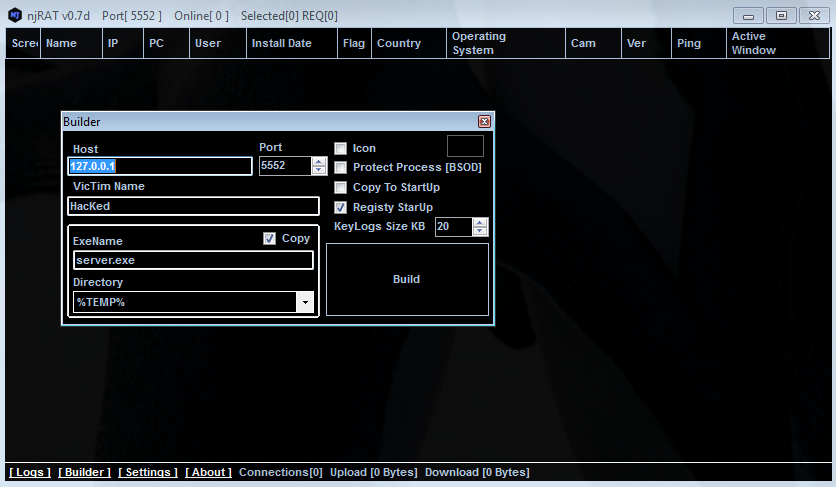 njRAT v0.7d Port[ 5552 ] Online[ 0 ] Selected[0] REQ[0]
Name IP PC User Install Date Flag Country Operating System Cam Ver Ping Active Window
Builder
Host Port
127.0.0.1 5552
VicTim Name
HacKed
ExeName Copy
server.exe
Directory
%TEMP%
Icon
Protect Process [BSOD]
Copy To StartUp
Registy StarUp
KeyLogs Size KB 20
Build
[ Logs ] [ Builder ] [ Settings ] [ About ] Connections[0] Upload [0 Bytes] Download [0 Bytes]